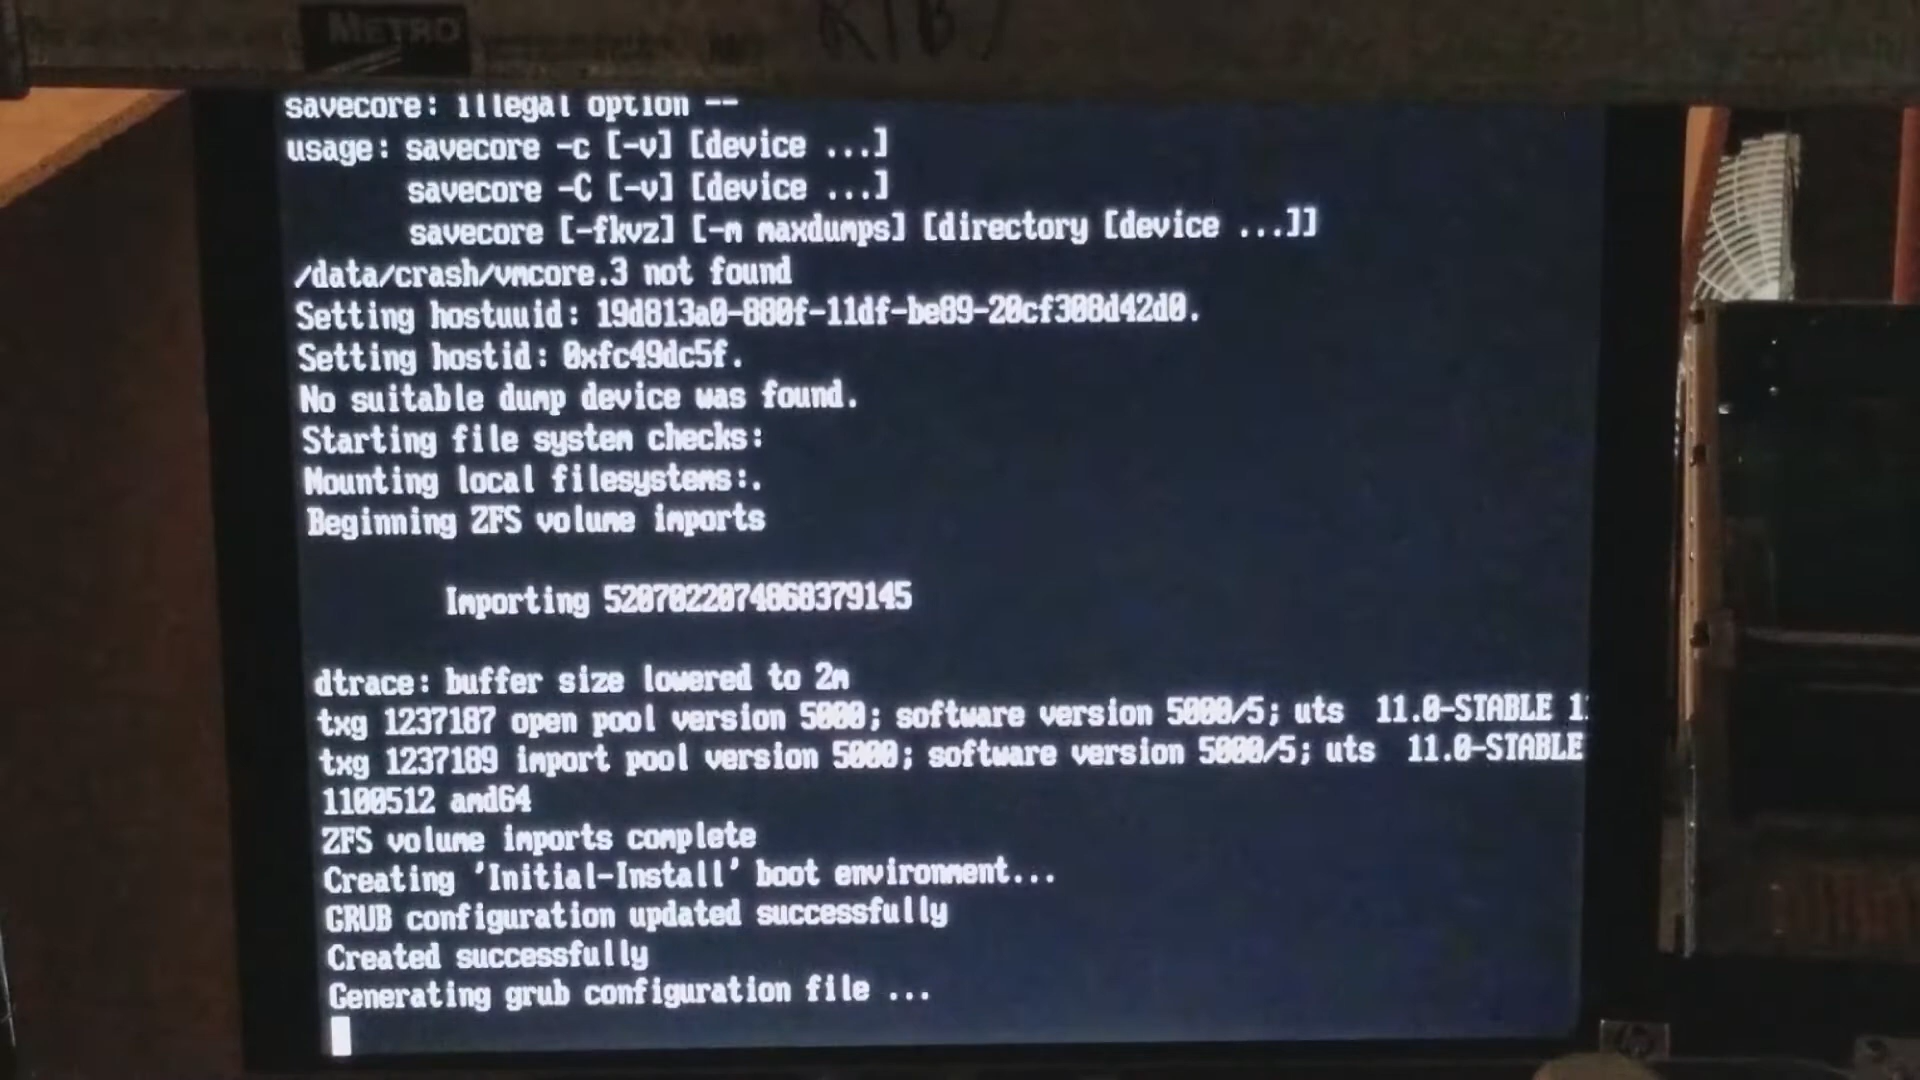 METRO
savecore: illegal option --
usage: savecore -c [-v] [device ...]
savecore -C [-v] [device ...]
savecore [-fkvz] [-m maxdumps] [directory [device ...]]
/data/crash/vmcore.3 not found
Setting hostuuid: 19d813a0-880f-11df-be89-20cf308d42d0.
Setting hostid: 0xfc49dc5f.
No suitable dump device was found.
Starting file system checks:
Mounting local filesystems:.
Beginning ZFS volume imports
Importing 5207022074868379145
dtrace: buffer size lowered to 2m
txg 1237187 open pool version 5000; software version 5000/5; uts 11.0-STABLE 11
txg 1237189 import pool version 5000; software version 5000/5; uts 11.0-STABLE
1100512 amd64
ZFS volume imports complete
Creating 'Initial-Install' boot environment...
GRUB configuration updated successfully
Created successfully
Generating grub configuration file ...